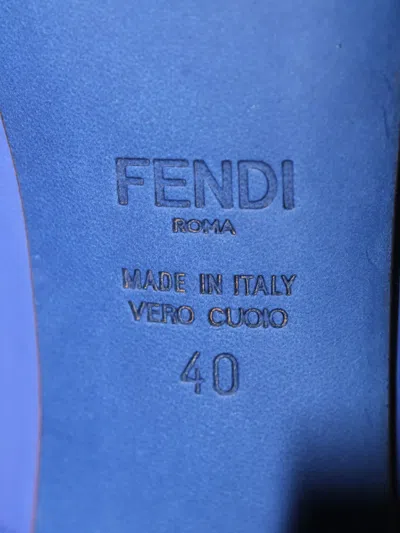 FENDI
ROMA
MADE IN ITALY
VERO CUOIO
40